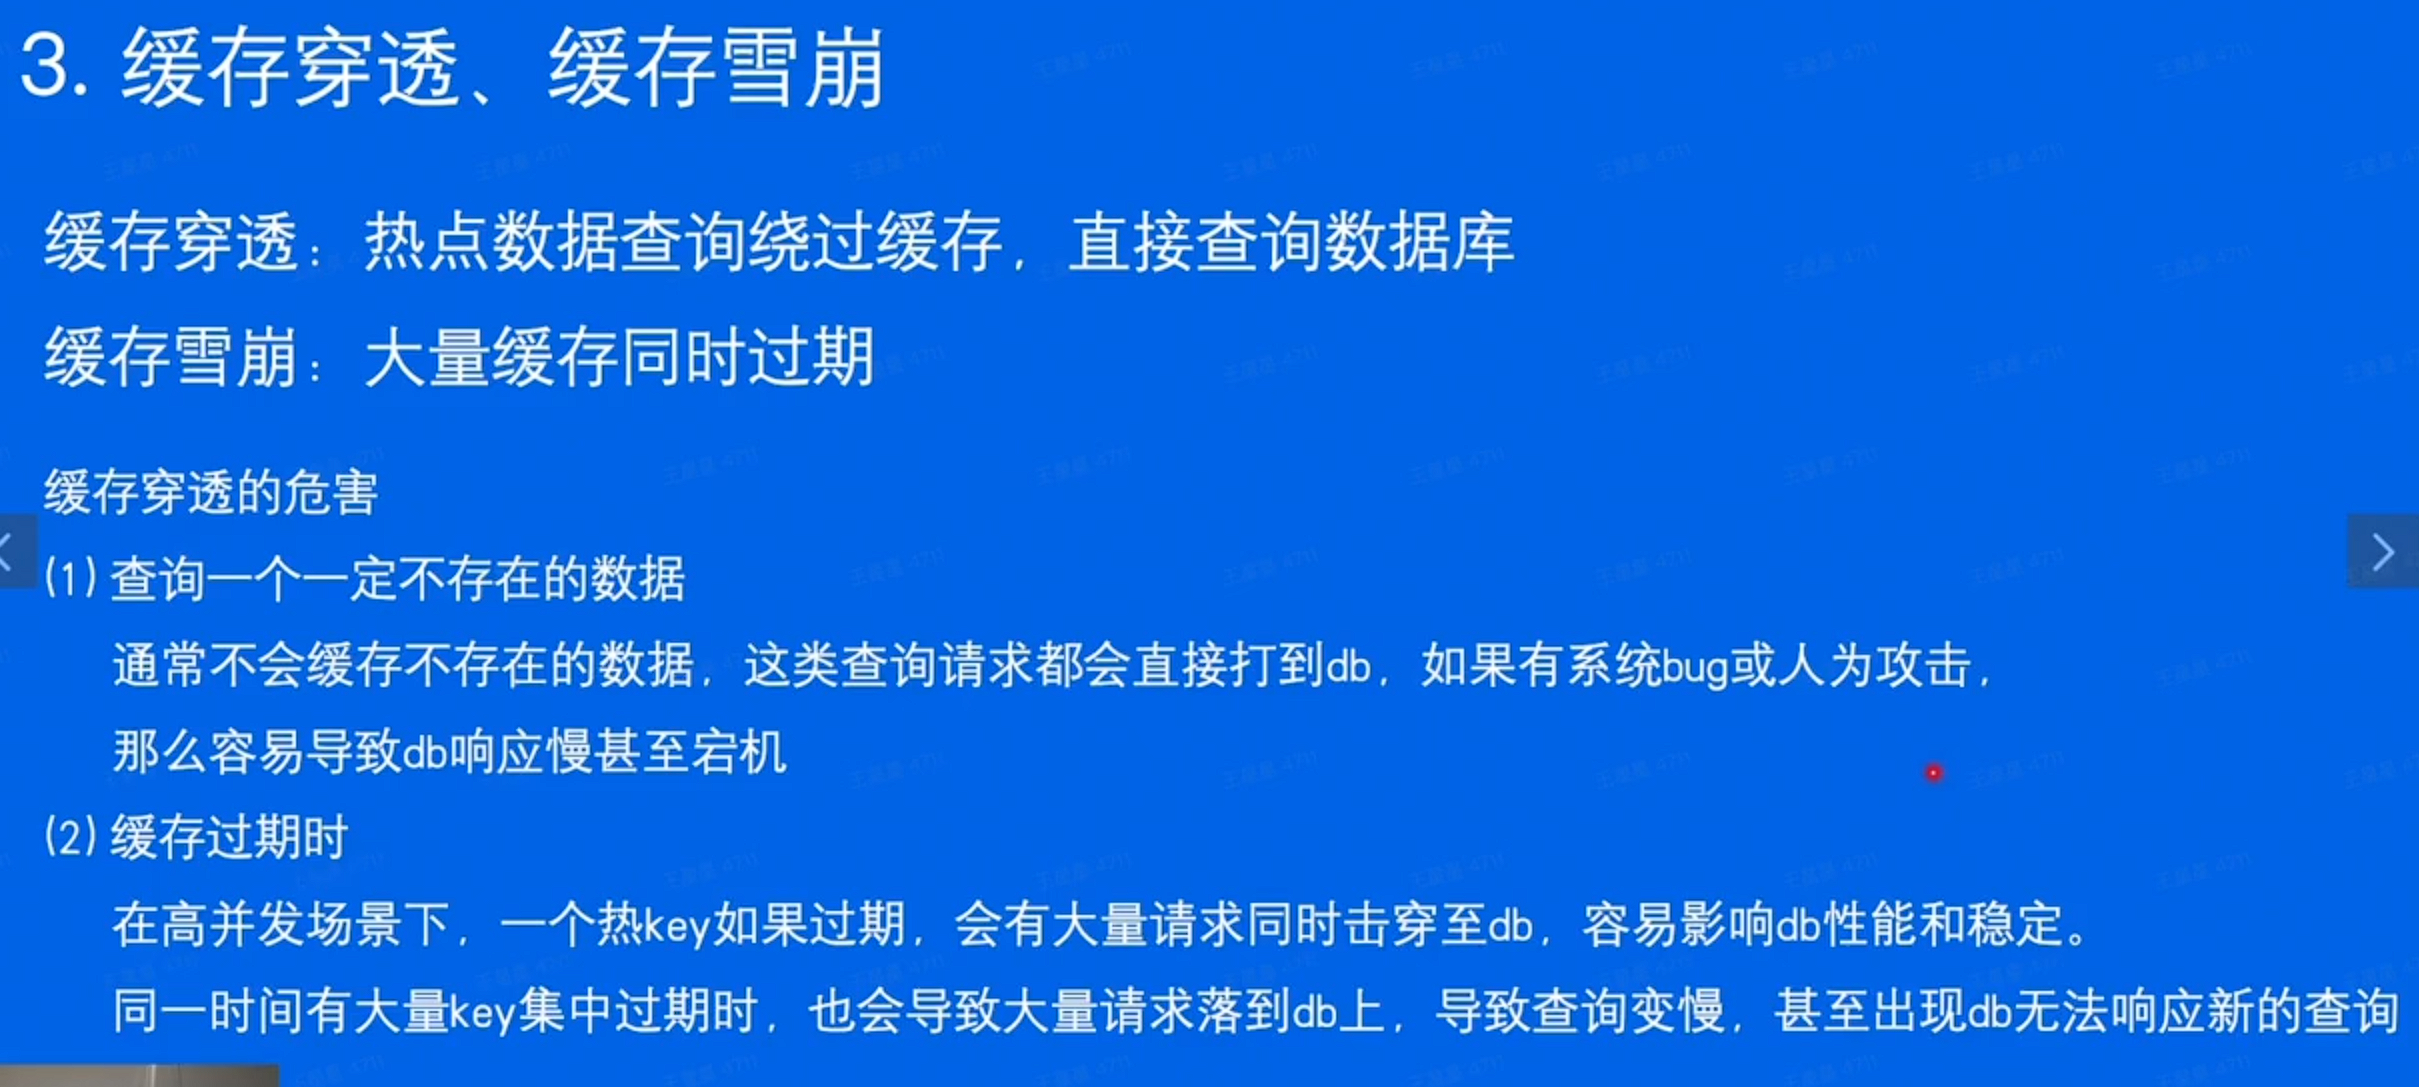 3. 缓存穿透、缓存雪崩
缓存穿透：热点数据查询绕过缓存，直接查询数据库
缓存雪崩：大量缓存同时过期
缓存穿透的危害
(1) 查询一个一定不存在的数据
通常不会缓存不存在的数据，这类查询请求都会直接打到db，如果有系统bug或人为攻击，
那么容易导致db响应慢甚至宕机
(2) 缓存过期时
在高并发场景下，一个热key如果过期，会有大量请求同时击穿至db，容易影响db性能和稳定。
同一时间有大量key集中过期时，也会导致大量请求落到db上，导致查询变慢，甚至出现db无法响应新的查询